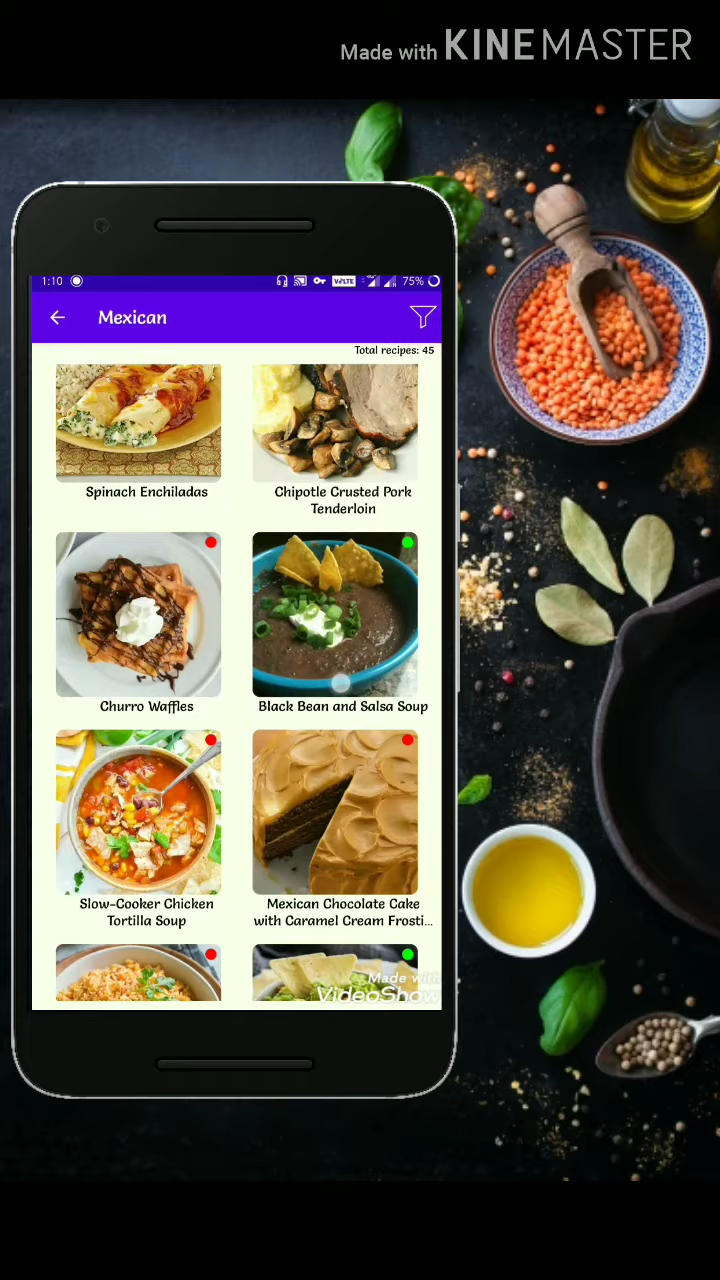 Made with KINEMASTER
1:10 VoLTE 75%
Mexican
Total recipes: 45
Spinach Enchiladas
Chipotle Crusted Pork
Tenderloin
Churro Waffles
Black Bean and Salsa Soup
Slow-Cooker Chicken
Tortilla Soup
Mexican Chocolate Cake
with Caramel Cream Frosti...
Made with
VideoShow